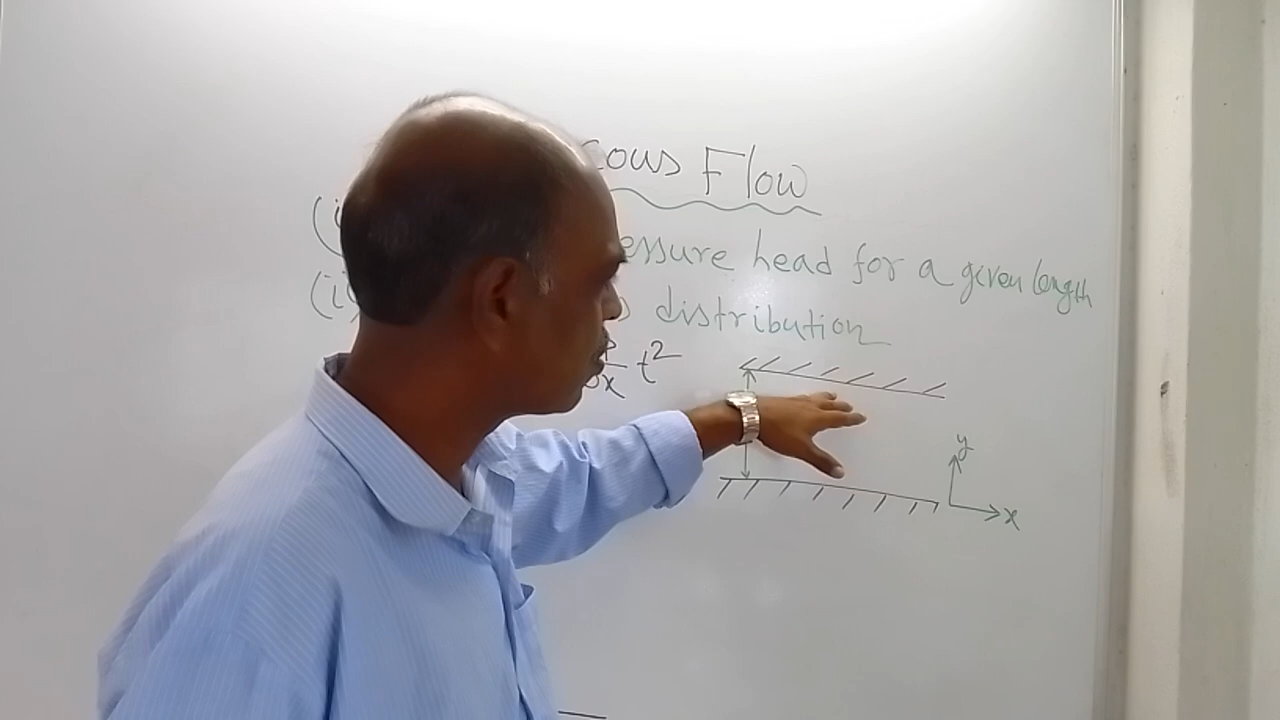 cous Flow
(i
essure head for a given length
(ii
s distribution
x t²
y
x